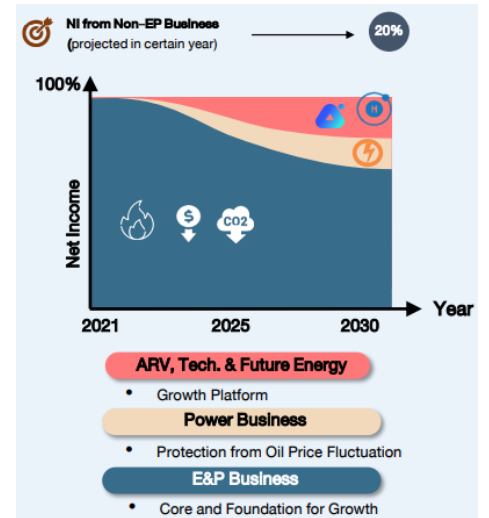 NI from Non–EP Business
(projected in certain year)
20%
100%
Net Income
$
CO2
M
Year
2021 2025 2030
ARV, Tech. & Future Energy
• Growth Platform
Power Business
• Protection from Oil Price Fluctuation
E&P Business
• Core and Foundation for Growth